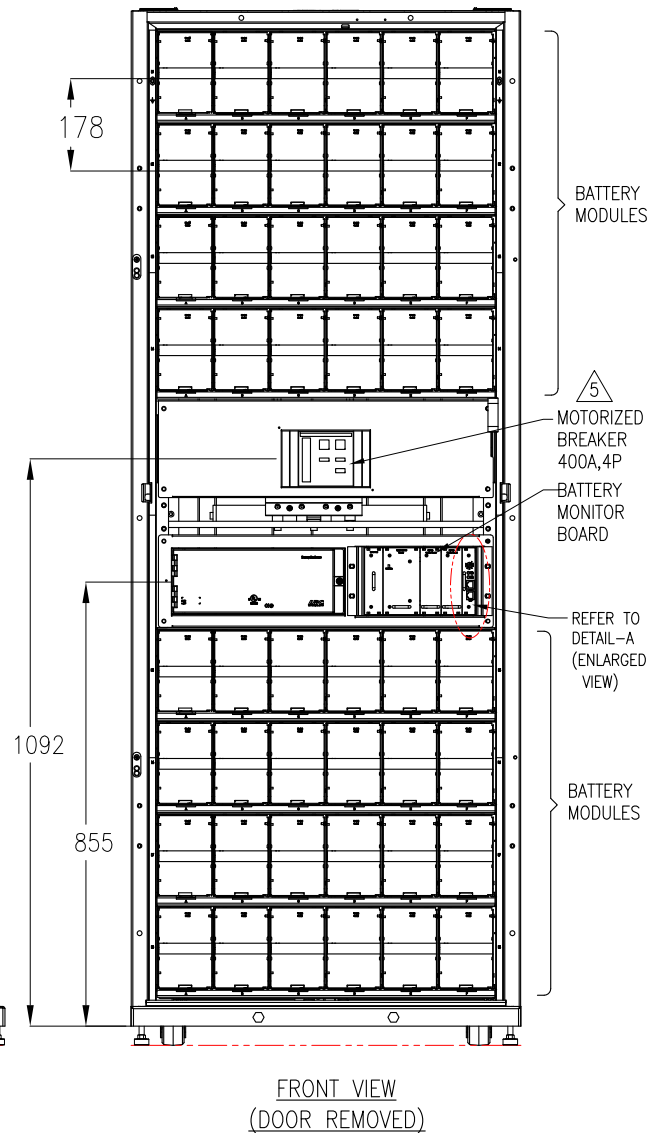 178
BATTERY
MODULES
5
MOTORIZED
BREAKER
400A,4P
BATTERY
MONITOR
BOARD
REFER TO
DETAIL-A
(ENLARGED
VIEW)
1092
855
BATTERY
MODULES
FRONT VIEW
(DOOR REMOVED)